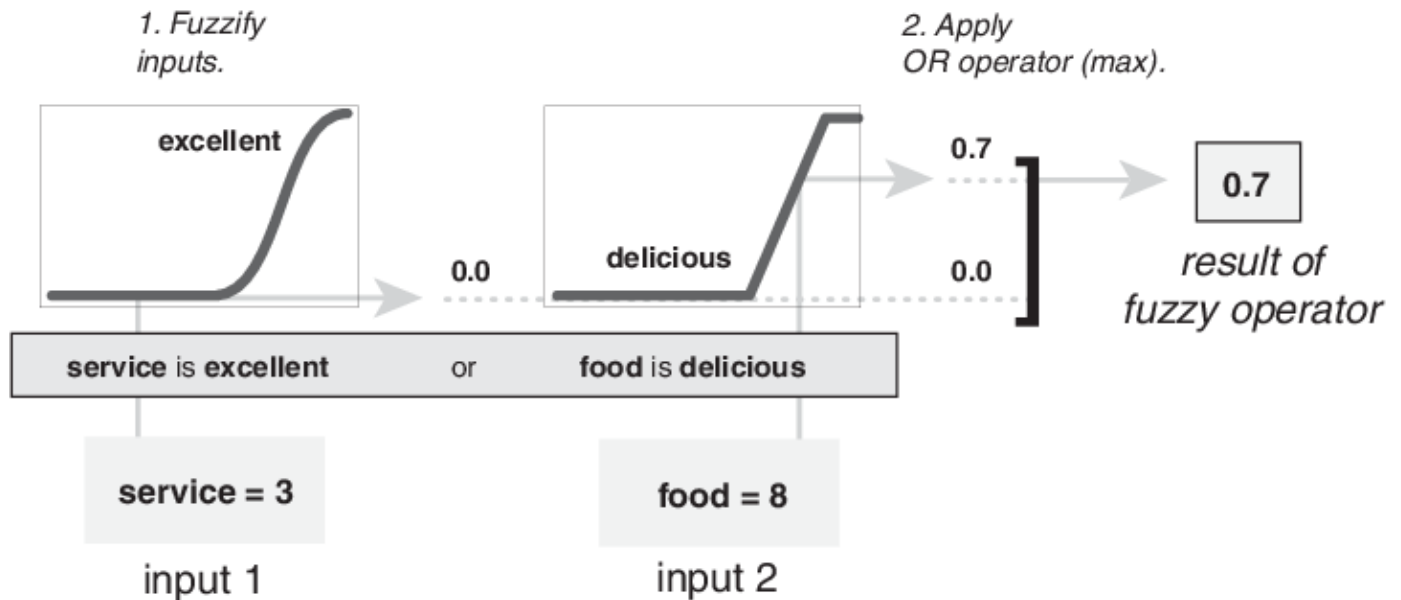 1. Fuzzify
inputs.
2. Apply
OR operator (max).
excellent
0.0
delicious
0.7
0.0
0.7
result of
fuzzy operator
service is excellent or food is delicious
service = 3
food = 8
input 1
input 2